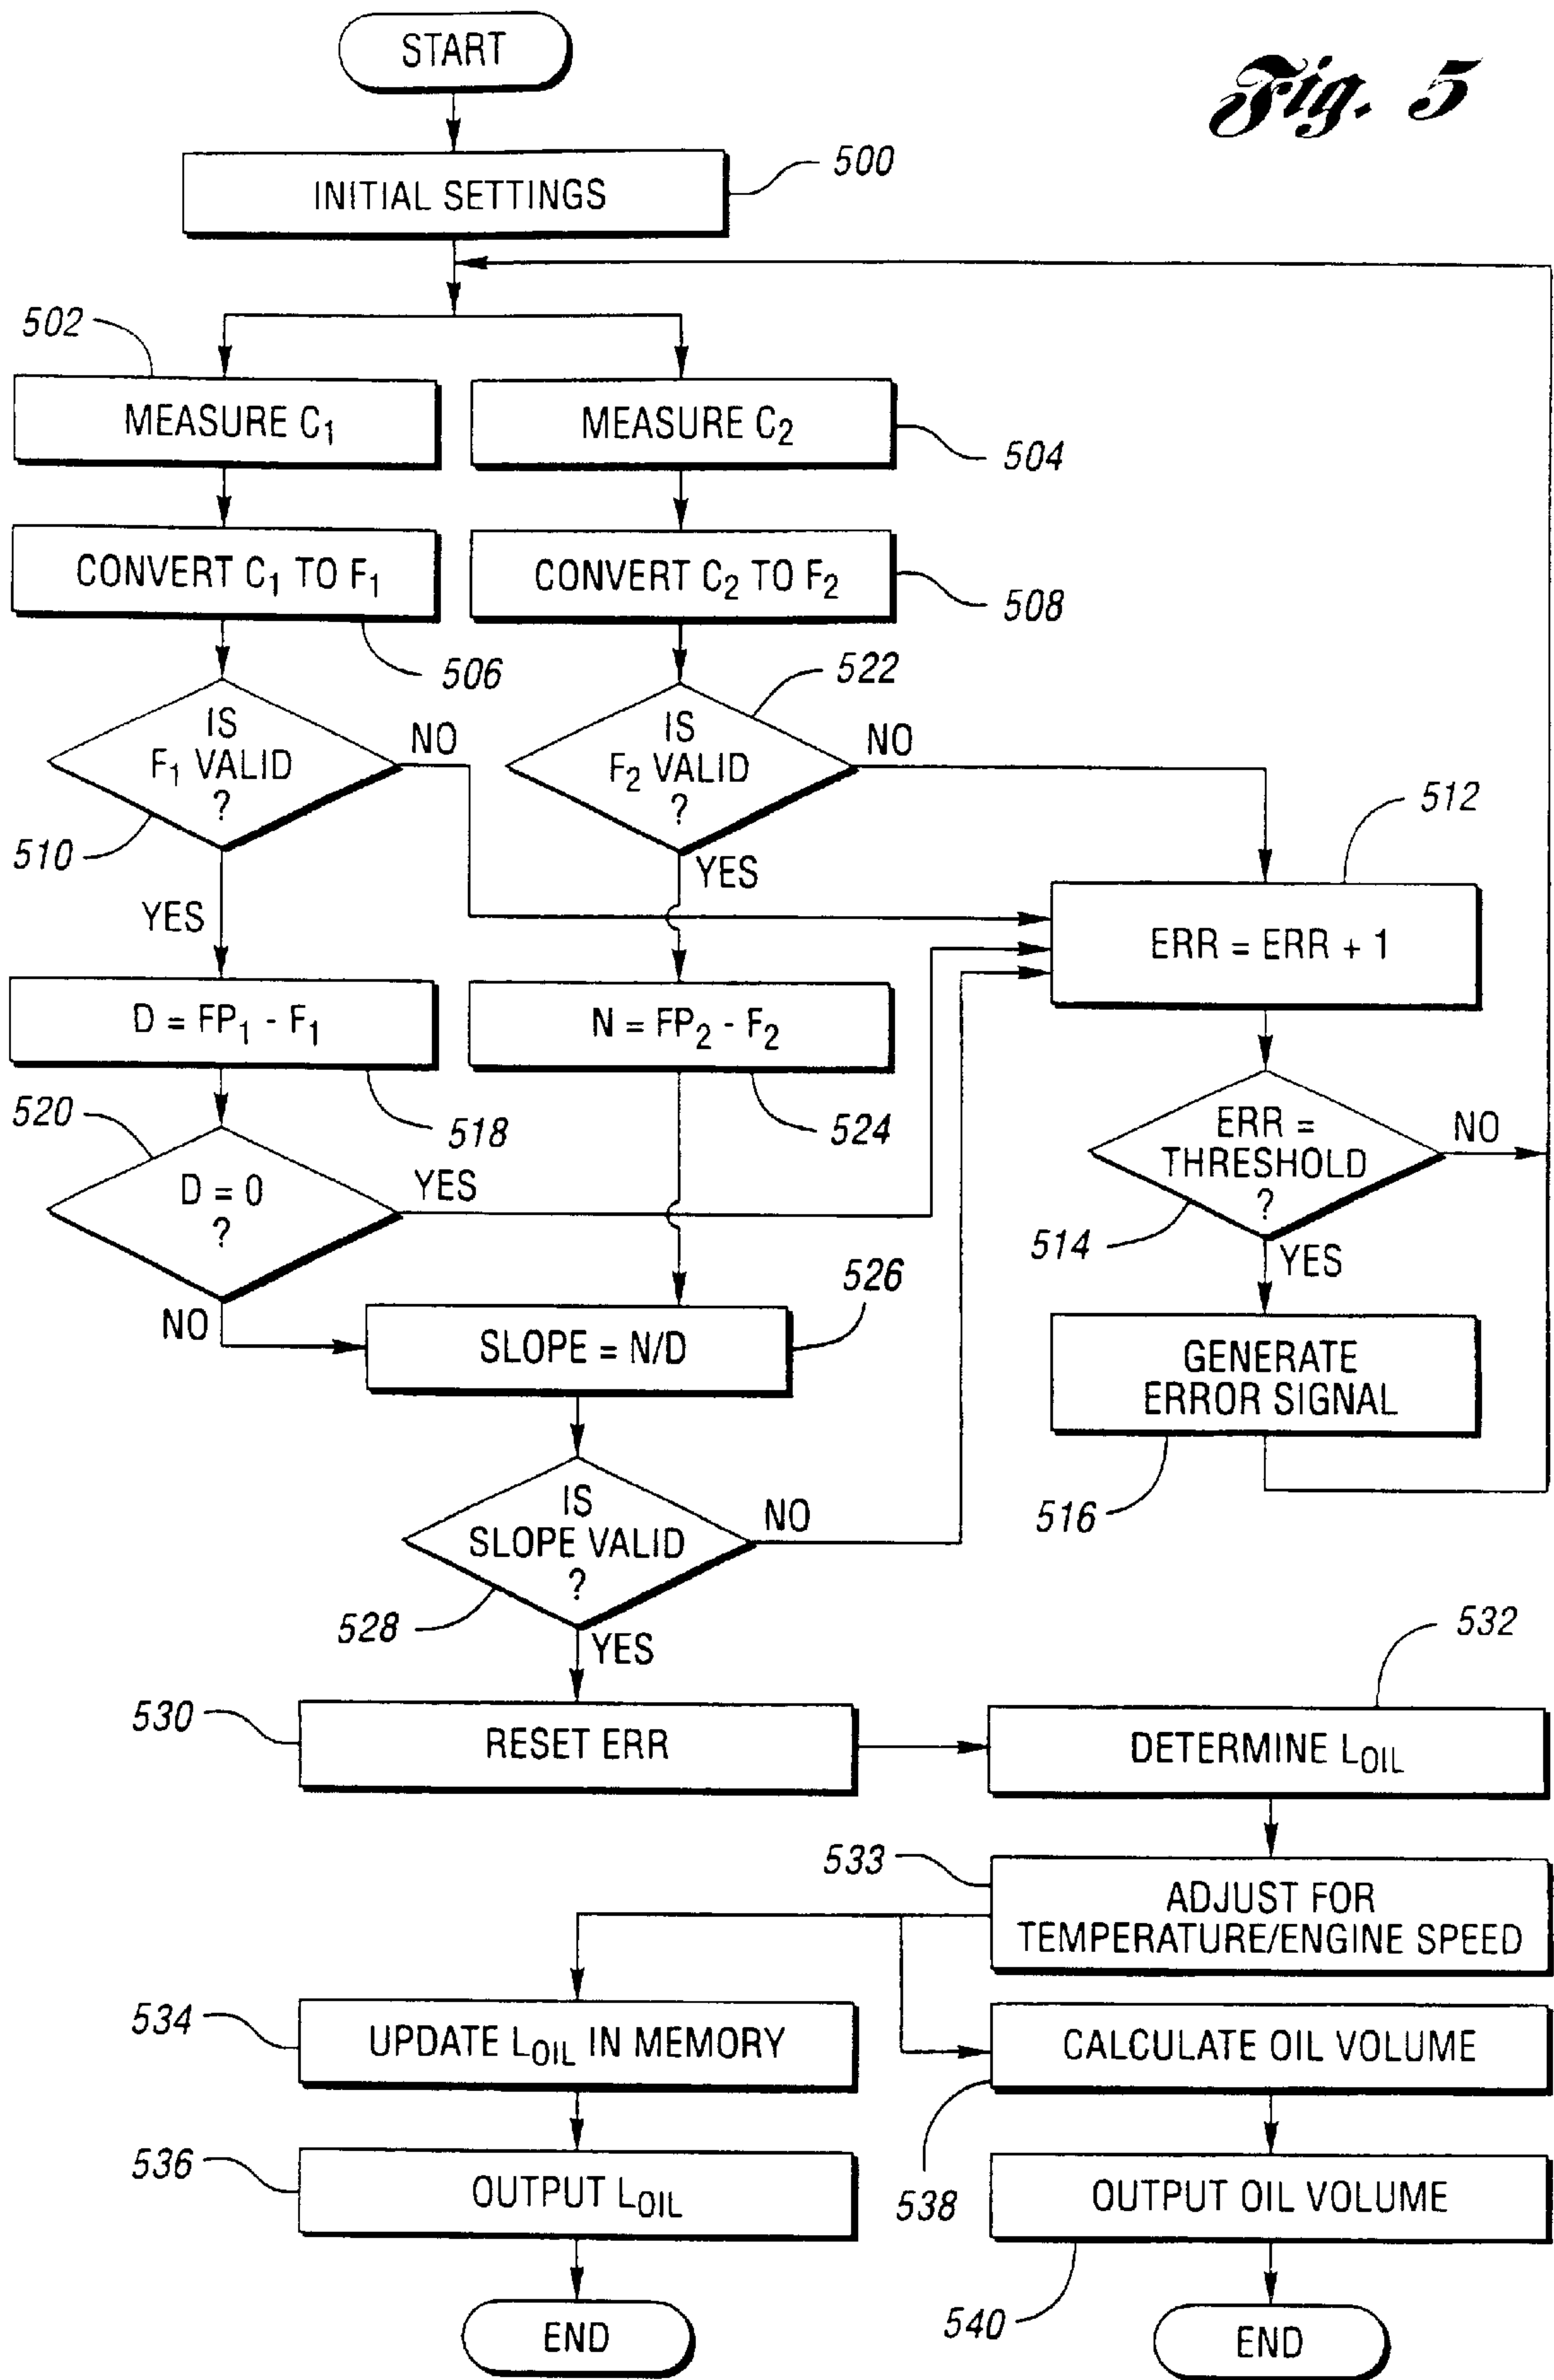 START
Fig. 5
INITIAL SETTINGS
500
502
MEASURE C₁
MEASURE C₂
504
CONVERT C₁ TO F₁
CONVERT C₂ TO F₂
508
506
522
IS
F₁ VALID
?
NO
IS
F₂ VALID
?
NO
510
512
YES
YES
ERR = ERR + 1
D = FP₁ - F₁
N = FP₂ - F₂
520
518
524
D = 0
?
YES
ERR =
THRESHOLD
?
NO
514
YES
526
NO
SLOPE = N/D
GENERATE
ERROR SIGNAL
516
IS
SLOPE VALID
?
NO
528
YES
532
530
RESET ERR
DETERMINE L_OIL
533
ADJUST FOR
TEMPERATURE/ENGINE SPEED
534
UPDATE L_OIL IN MEMORY
CALCULATE OIL VOLUME
536
OUTPUT L_OIL
538
OUTPUT OIL VOLUME
540
END
END